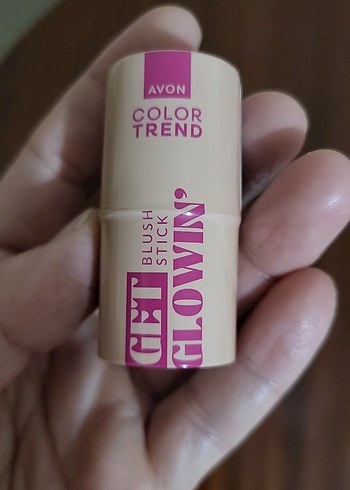 AVON
COLOR
TREND
GET
BLUSH
STICK
GLOWIN'